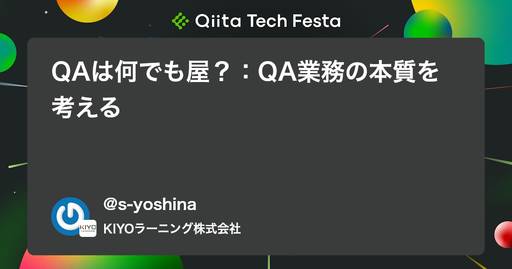 Qiita Tech Festa
QAは何でも屋？：QA業務の本質を
考える
@s-yoshina
KIYO
KIYOラーニング株式会社